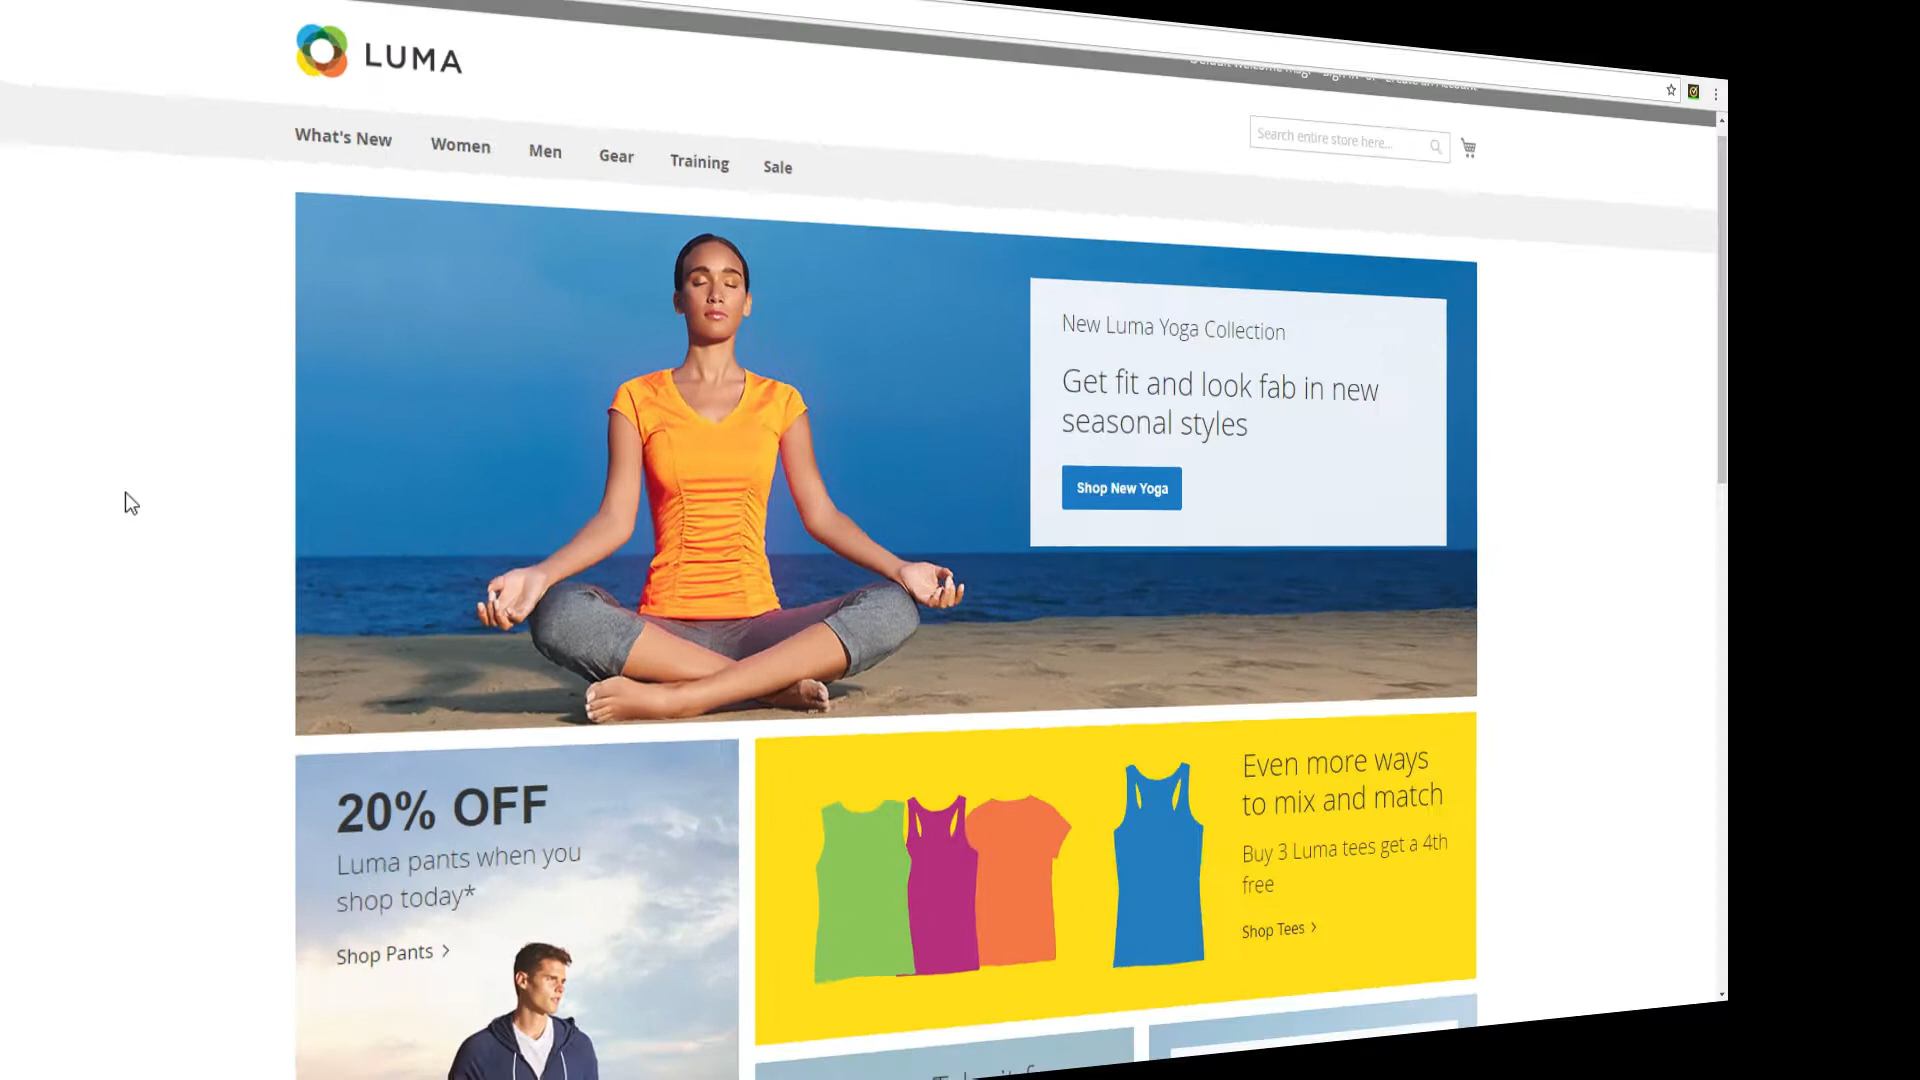 LUMA
What's New Women Men Gear Training Sale
Search entire store here...
New Luma Yoga Collection
Get fit and look fab in new
seasonal styles
Shop New Yoga
20% OFF
Luma pants when you
shop today*
Shop Pants >
Even more ways
to mix and match
Buy 3 Luma tees get a 4th
free
Shop Tees >